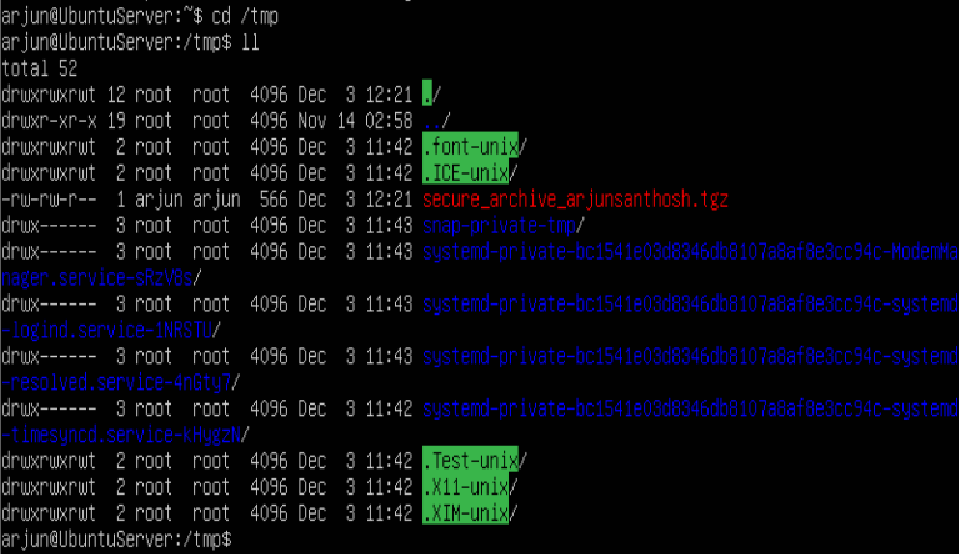 arjun@UbuntuServer:~$ cd /tmp
arjun@UbuntuServer:/tmp$ ll
total 52
drwxrwxrwt 12 root  root  4096 Dec  3 12:21 ./
drwxr-xr-x 19 root  root  4096 Nov 14 02:58 ../
drwxrwxrwt  2 root  root  4096 Dec  3 11:42 .font-unix/
drwxrwxrwt  2 root  root  4096 Dec  3 11:42 .ICE-unix/
-rw-rw-r--  1 arjun arjun  566 Dec  3 12:21 secure_archive_arjunsanthosh.tgz
drwx------  3 root  root  4096 Dec  3 11:43 snap-private-tmp/
drwx------  3 root  root  4096 Dec  3 11:43 systemd-private-bc1541e03d8346db8107a8af8e3cc94c-ModemMa
nager.service-sRzV8s/
drwx------  3 root  root  4096 Dec  3 11:43 systemd-private-bc1541e03d8346db8107a8af8e3cc94c-systemd
-logind.service-1NRSTU/
drwx------  3 root  root  4096 Dec  3 11:43 systemd-private-bc1541e03d8346db8107a8af8e3cc94c-systemd
-resolved.service-4nGty7/
drwx------  3 root  root  4096 Dec  3 11:42 systemd-private-bc1541e03d8346db8107a8af8e3cc94c-systemd
-timesyncd.service-kHygzN/
drwxrwxrwt  2 root  root  4096 Dec  3 11:42 .Test-unix/
drwxrwxrwt  2 root  root  4096 Dec  3 11:42 .X11-unix/
drwxrwxrwt  2 root  root  4096 Dec  3 11:42 .XIM-unix/
arjun@UbuntuServer:/tmp$